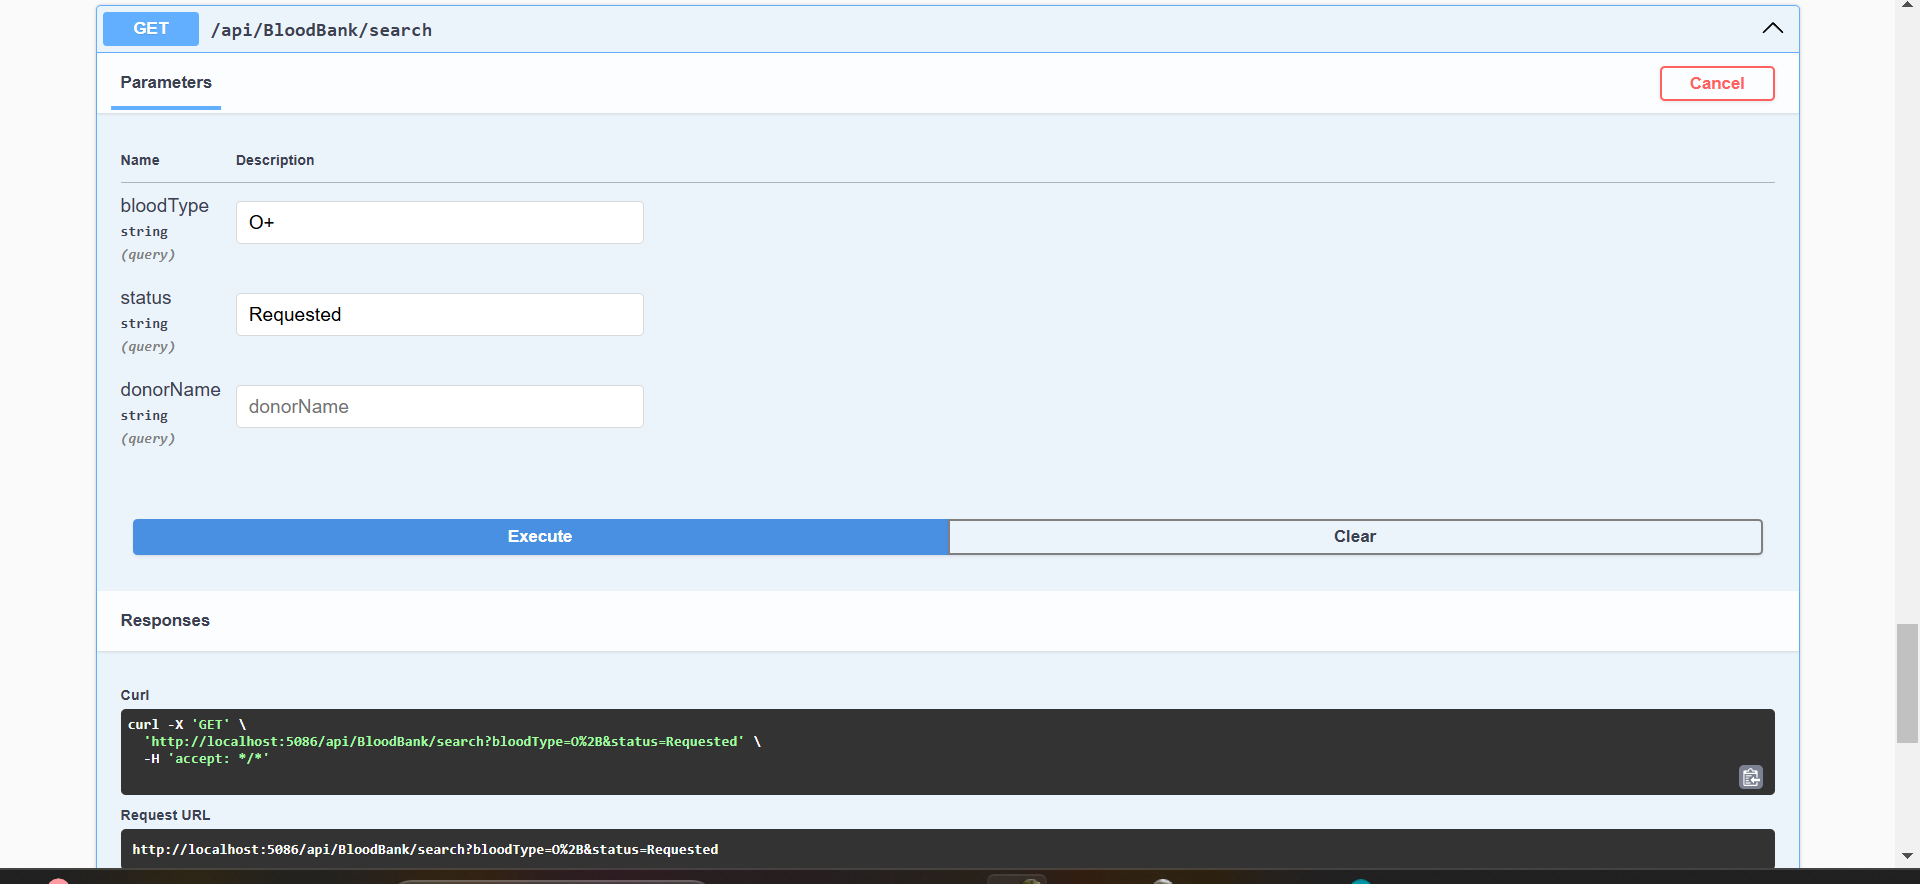 GET /api/BloodBank/search
Parameters
Cancel
Name Description
bloodType
string
(query)
O+
status
string
(query)
Requested
donorName
string
(query)
donorName
Execute Clear
Responses
Curl
curl -X 'GET' \
'http://localhost:5086/api/BloodBank/search?bloodType=O%2B&status=Requested' \
-H 'accept: */*'
Request URL
http://localhost:5086/api/BloodBank/search?bloodType=O%2B&status=Requested